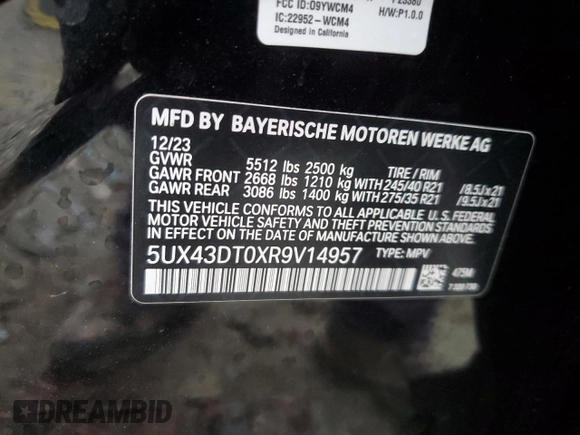 FCC ID:O9YWCM4
H/W:P1.0.0
IC:22952-WCM4
Designed in California
MFD BY BAYERISCHE MOTOREN WERKE AG
12/23
GVWR 5512 lbs 2500 kg TIRE / RIM
GAWR FRONT 2668 lbs 1210 kg WITH 245/40 R21 /8.5Jx21
GAWR REAR 3086 lbs 1400 kg WITH 275/35 R21 /9.5Jx21
THIS VEHICLE CONFORMS TO ALL APPLICABLE U. S. FEDERAL
MOTOR VEHICLE SAFETY AND THEFT PREVENTION STANDARDS
IN EFFECT ON THE DATE OF MANUFACTURE SHOWN ABOVE.
5UX43DT0XR9V14957 TYPE: MPV
475M
DREAMBID